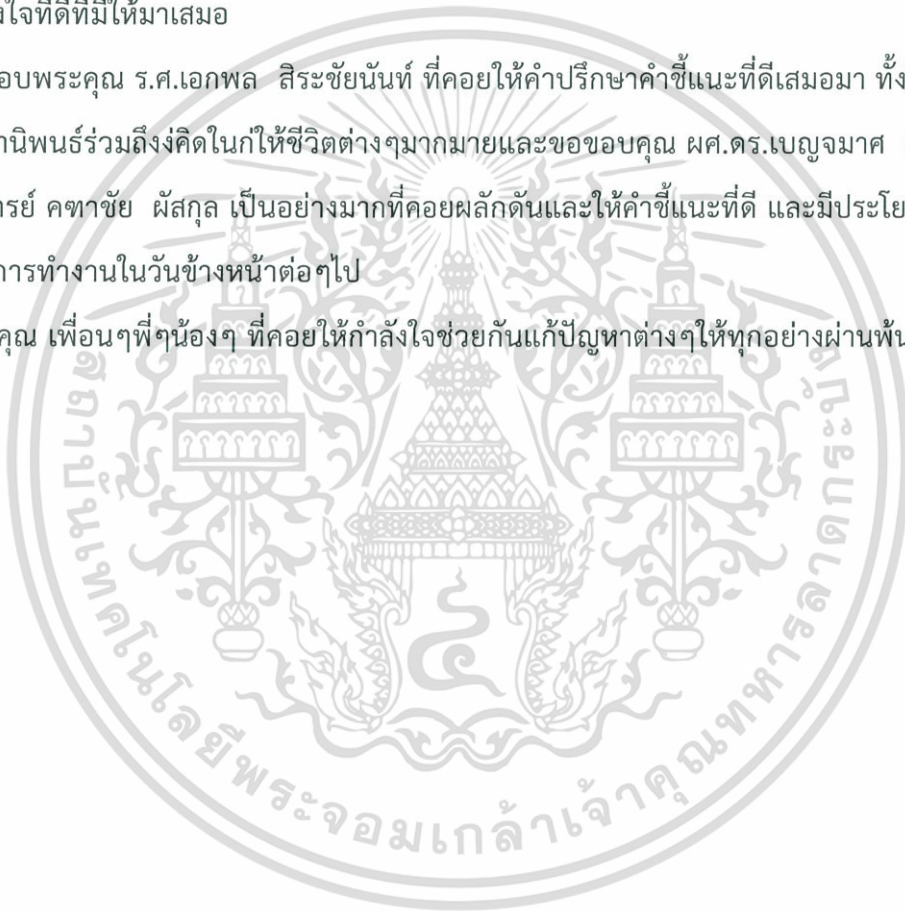 งใจที่ดีที่มีให้มาเสมอ
อบพระคุณ ร.ศ.เอกพล  สิระชัยนันท์ ที่คอยให้คำปรึกษาคำชี้แนะที่ดีเสมอมา ทั้ง
านิพนธ์ร่วมถึงง่คิดในก่ให้ชีวิตต่างๆมากมายและขอขอบคุณ ผศ.ดร.เบญจมาศ
ารย์ คฑาชัย  ผัสกุล เป็นอย่างมากที่คอยผลักดันและให้คำชี้แนะที่ดี และมีประโย
การทำงานในวันข้างหน้าต่อๆไป
คุณ เพื่อนๆพี่ๆน้องๆ ที่คอยให้กำลังใจช่วยกันแก้ปัญหาต่างๆให้ทุกอย่างผ่านพ้น
สถาบันเทคโนโลยีพระจอมเกล้าเจ้าคุณทหารลาดกระบัง
๔